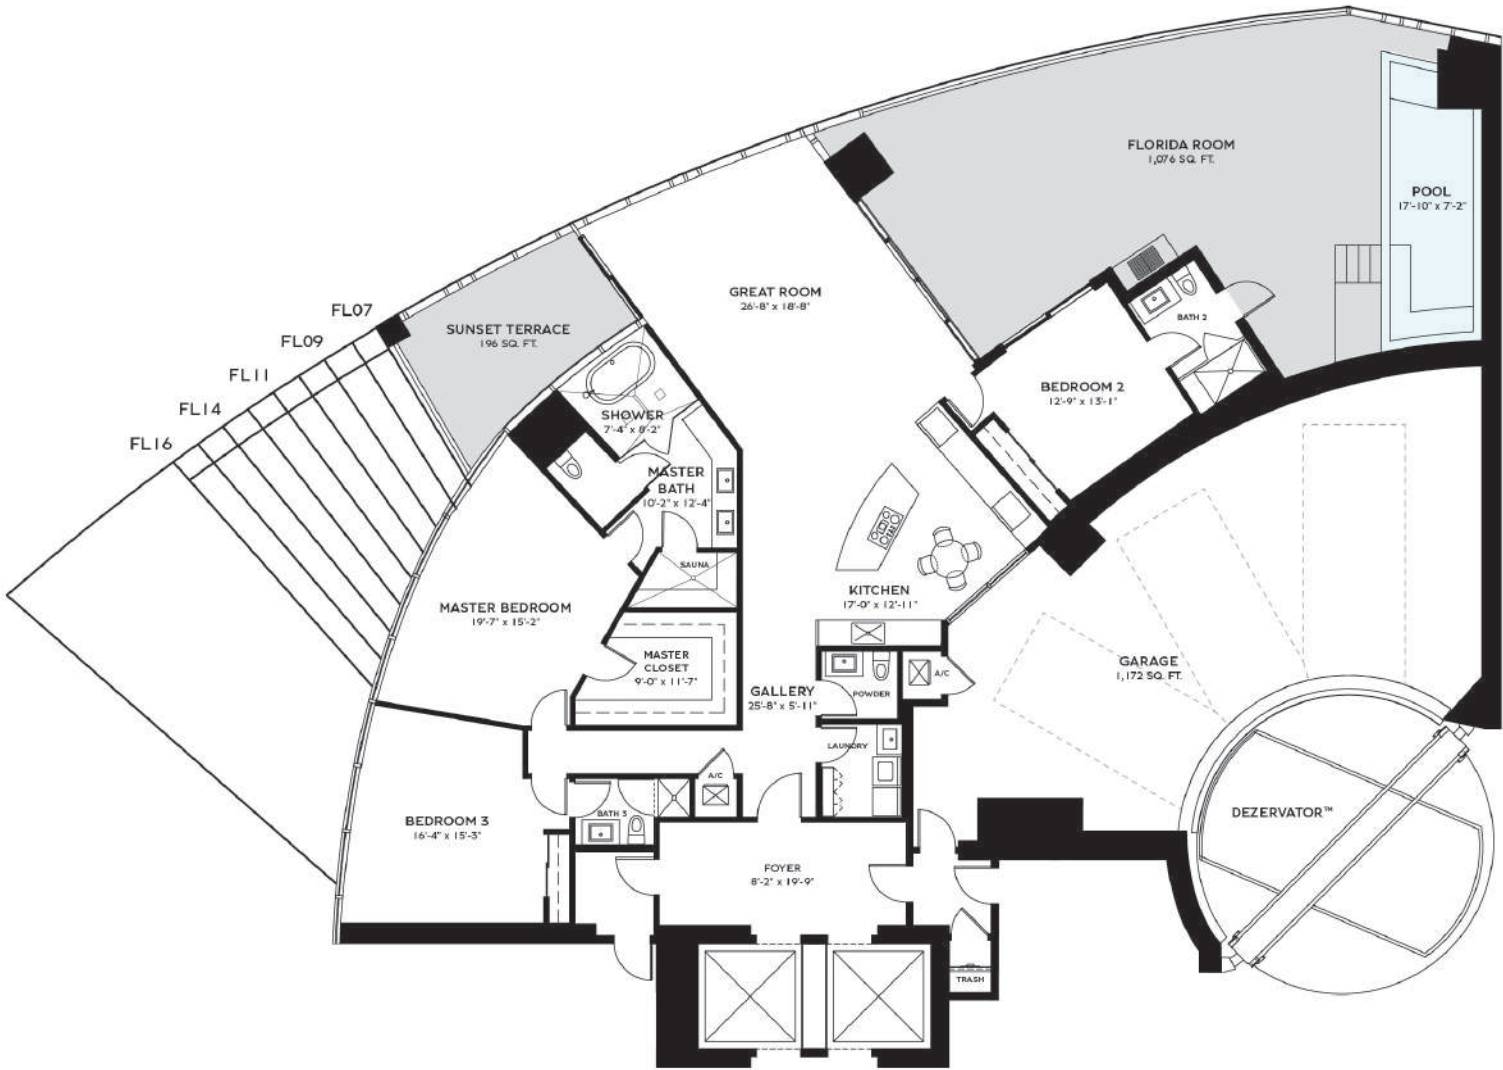 FLORIDA ROOM
1,076 SQ. FT.
POOL
17'-10" x 7'-2"
GREAT ROOM
26'-8" x 18'-8"
FL07
SUNSET TERRACE
196 SQ. FT.
BATH 2
FL09
FL11
BEDROOM 2
12'-9" x 13'-1"
FL14
SHOWER
7'-4" x 8'-2"
FL16
MASTER
BATH
10'-2" x 12'-4"
SAUNA
KITCHEN
17'-0" x 12'-11"
MASTER BEDROOM
19'-7" x 15'-2"
MASTER
CLOSET
9'-0" x 11'-7"
GARAGE
1,172 SQ. FT.
A/C
GALLERY
25'-8" x 5'-11"
POWDER
LAUNDRY
A/C
BATH 3
BEDROOM 3
16'-4" x 15'-3"
DEZERVATOR™
FOYER
8'-2" x 19'-9"
TRASH